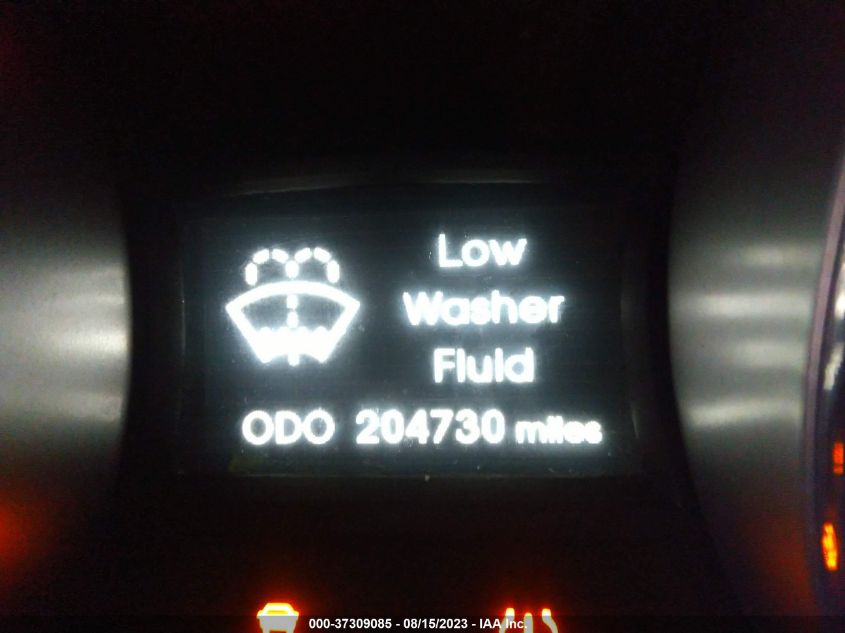 Low
Washer
Fluid
ODO 204730 miles
000-37309085 - 08/15/2023 - IAA Inc.